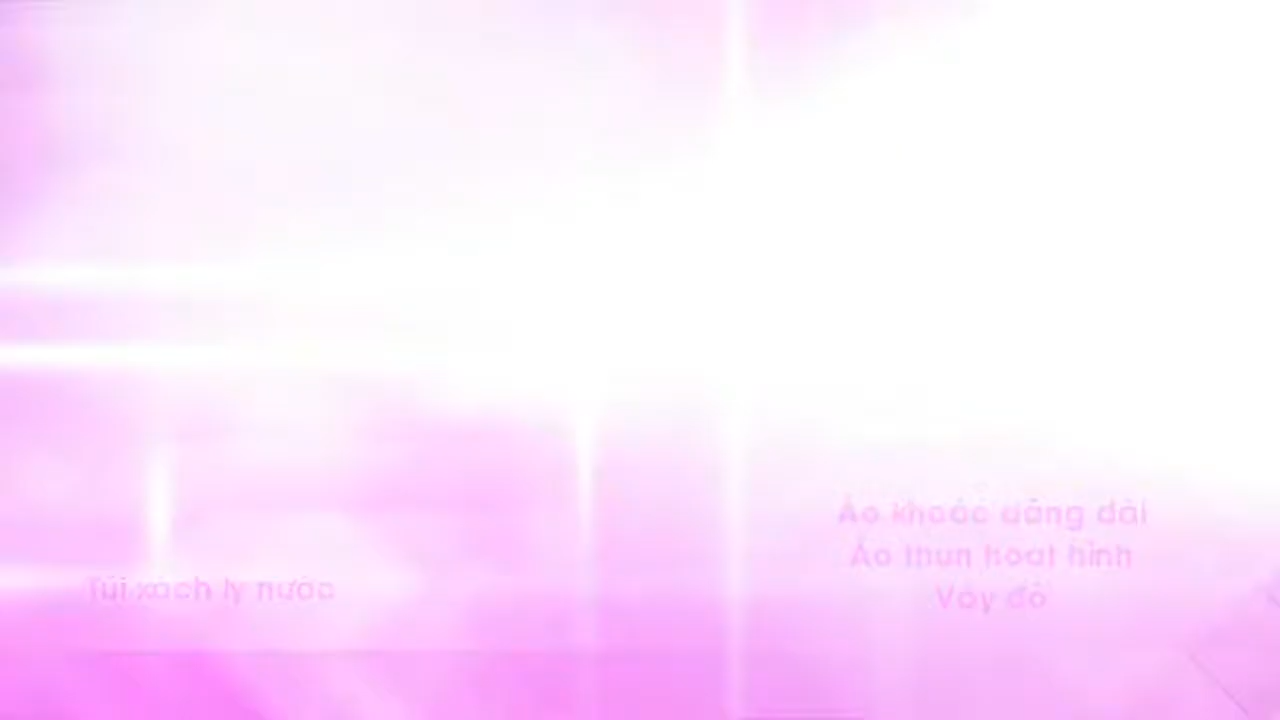 Túi xách ly nước
Áo khoác dáng dài
Áo thun hoạt hình
Váy đỏ